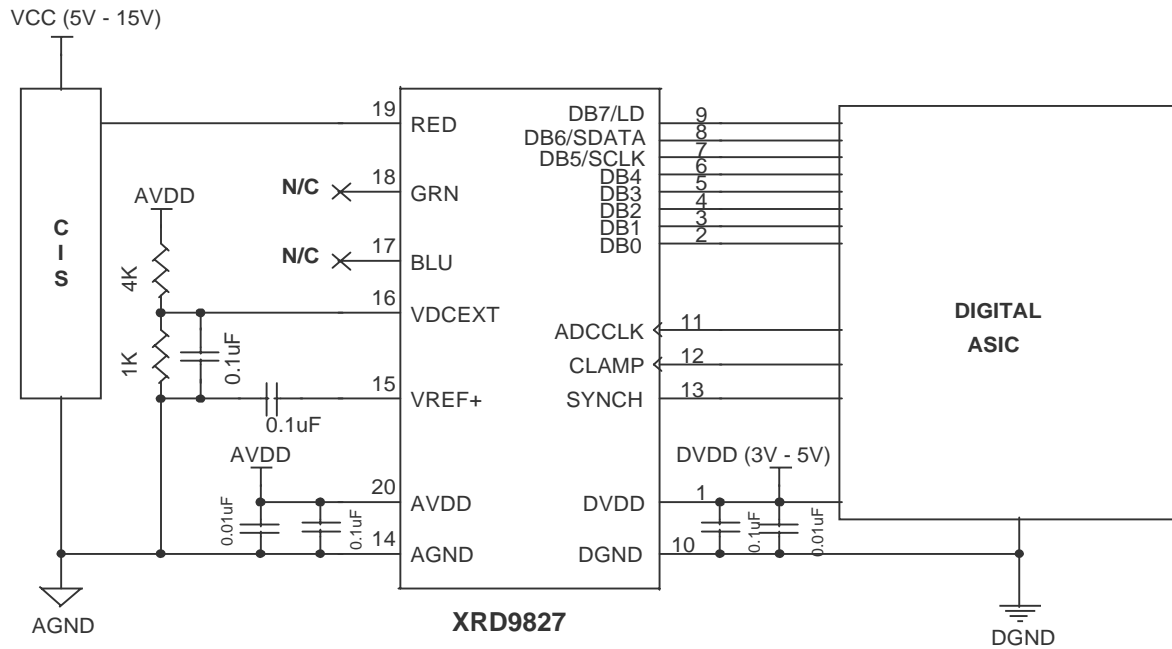 VCC (5V - 15V)
C
I
S
AVDD
4K
1K
0.1uF
0.1uF
N/C
N/C
19
18
17
16
15
20
14
RED
GRN
BLU
VDCEXT
VREF+
AVDD
AGND
AVDD
0.01uF
0.1uF
AGND
XRD9827
DB7/LD
DB6/SDATA
DB5/SCLK
DB4
DB3
DB2
DB1
DB0
ADCCLK
CLAMP
SYNCH
DVDD
DGND
9
8
7
6
5
4
3
2
11
12
13
1
10
DVDD (3V - 5V)
0.1uF
0.01uF
DIGITAL
ASIC
DGND